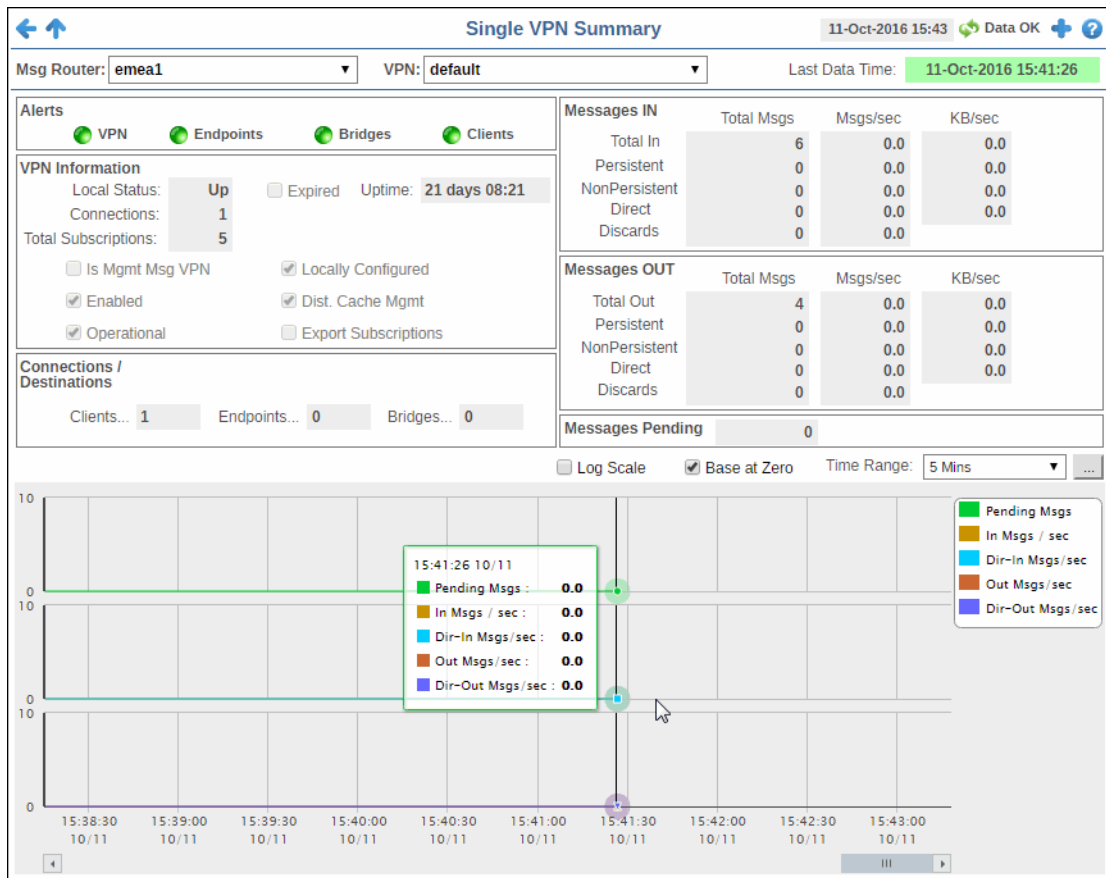 Single VPN Summary 11-Oct-2016 15:43 Data OK
Msg Router: emea1 VPN: default Last Data Time: 11-Oct-2016 15:41:26
Alerts
VPN Endpoints Bridges Clients
VPN Information
Local Status: Up Expired Uptime: 21 days 08:21
Connections: 1
Total Subscriptions: 5
Is Mgmt Msg VPN Locally Configured
Enabled Dist. Cache Mgmt
Operational Export Subscriptions
Connections /
Destinations
Clients... 1 Endpoints... 0 Bridges... 0
Messages IN Total Msgs Msgs/sec KB/sec
Total In 6 0.0 0.0
Persistent 0 0.0 0.0
NonPersistent 0 0.0 0.0
Direct 0 0.0 0.0
Discards 0 0.0
Messages OUT Total Msgs Msgs/sec KB/sec
Total Out 4 0.0 0.0
Persistent 0 0.0 0.0
NonPersistent 0 0.0 0.0
Direct 0 0.0 0.0
Discards 0 0.0
Messages Pending 0
Log Scale Base at Zero Time Range: 5 Mins ...
10
0
10
0
10
0
15:41:26 10/11
Pending Msgs : 0.0
In Msgs / sec : 0.0
Dir-In Msgs/sec : 0.0
Out Msgs/sec : 0.0
Dir-Out Msgs/sec : 0.0
Pending Msgs
In Msgs / sec
Dir-In Msgs/sec
Out Msgs/sec
Dir-Out Msgs/sec
15:38:30 15:39:00 15:39:30 15:40:00 15:40:30 15:41:00 15:41:30 15:42:00 15:42:30 15:43:00
10/11 10/11 10/11 10/11 10/11 10/11 10/11 10/11 10/11 10/11